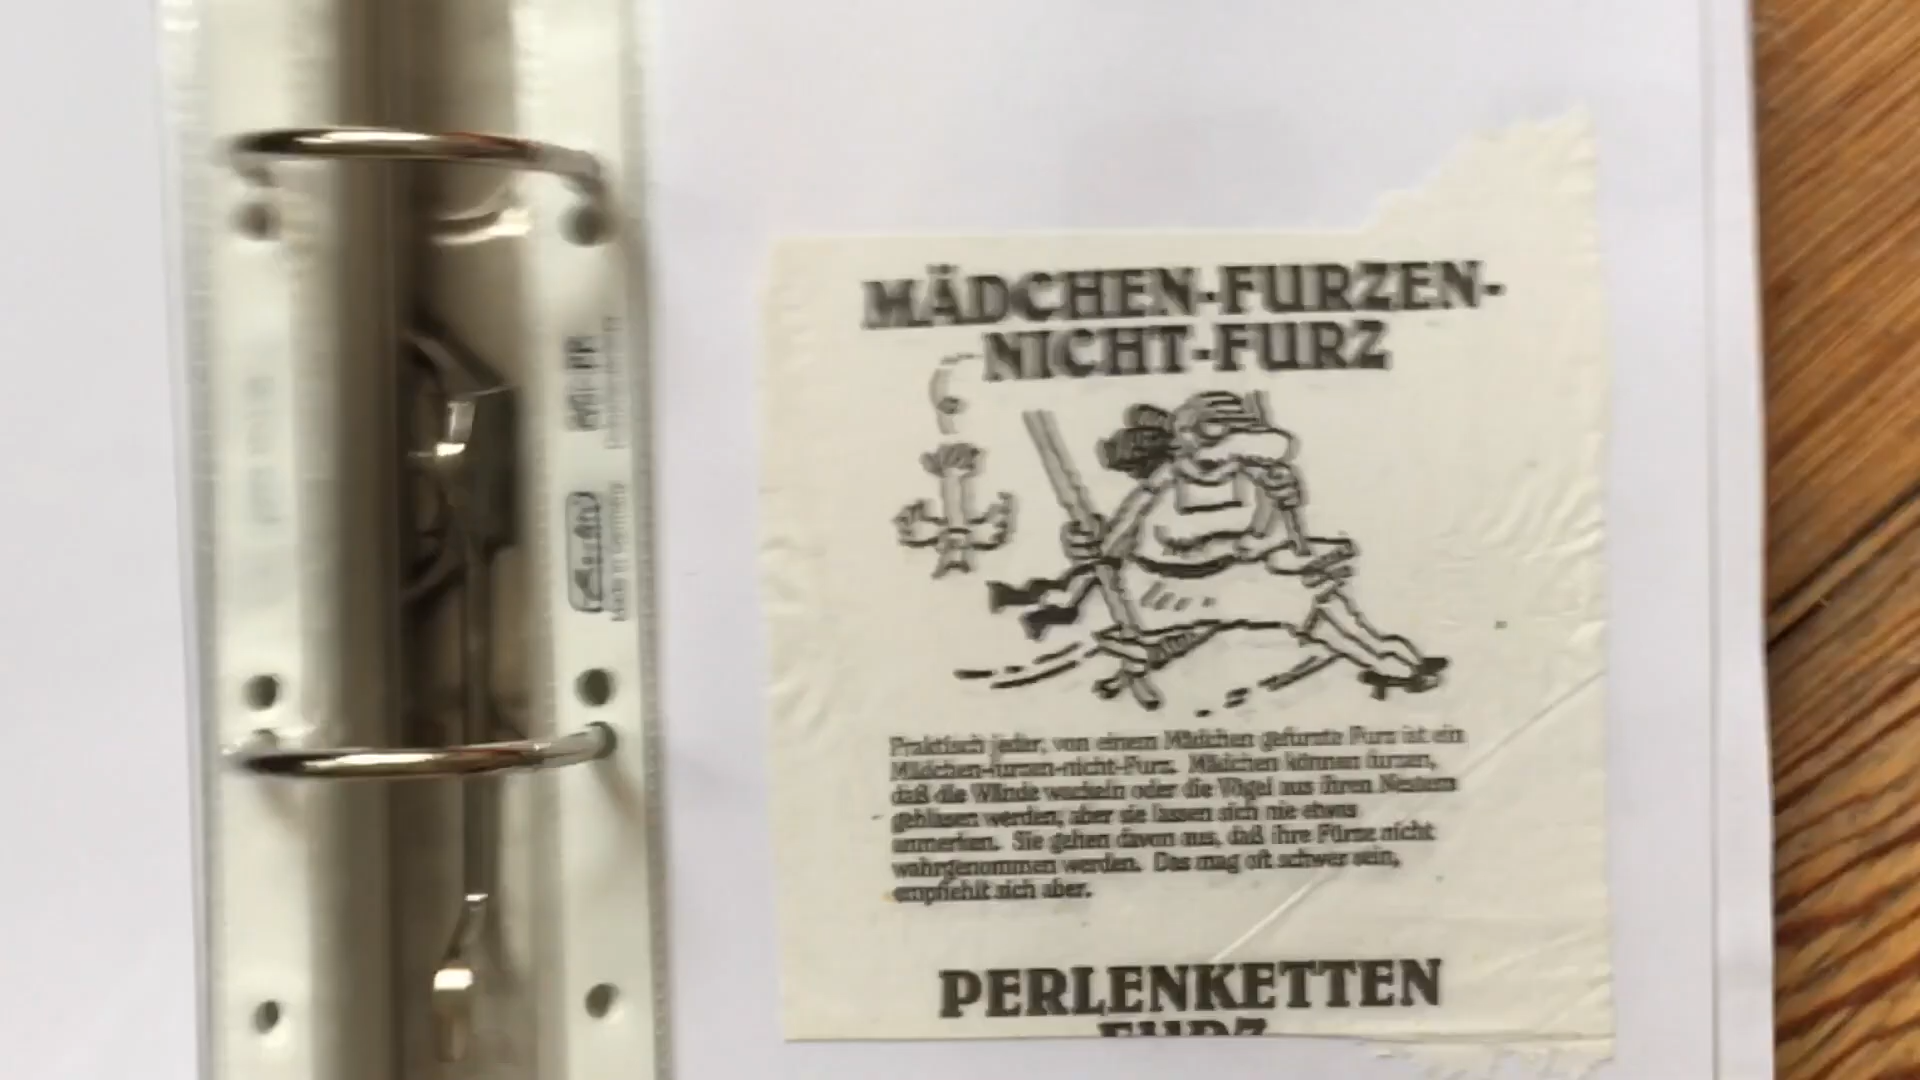 MÄDCHEN-FURZEN-
NICHT-FURZ
Praktisch jeder, von einem Mädchen gefurzte Furz ist ein
Mädchen-furzen-nicht-Furz. Mädchen können furzen,
daß die Wände wackeln oder die Vögel aus ihren Nestern
geblasen werden, aber sie lassen sich nie etwas
anmerken. Sie gehen davon aus, daß ihre Fürze nicht
wahrgenommen werden. Das mag oft schwer sein,
empfiehlt sich aber.
PERLENKETTEN
FURZ